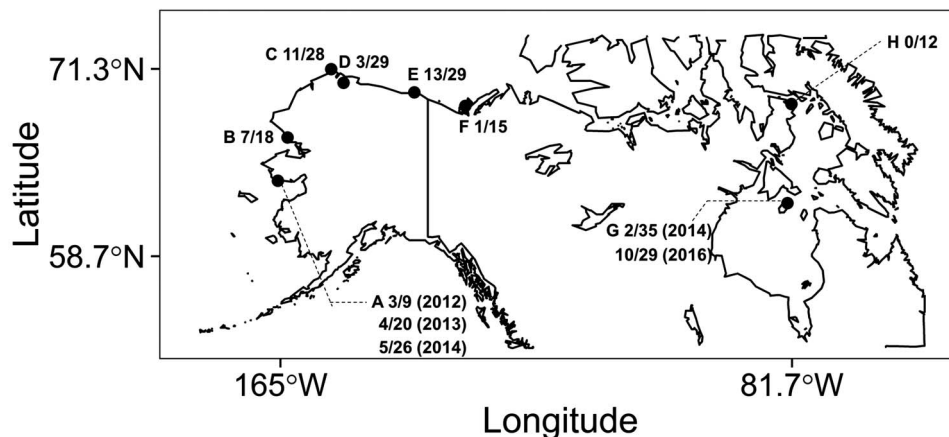 C 11/28
D 3/29
H 0/12
71.3°N
E 13/29
F 1/15
B 7/18
Latitude
G 2/35 (2014)
10/29 (2016)
58.7°N
A 3/9 (2012)
4/20 (2013)
5/26 (2014)
165°W
81.7°W
Longitude